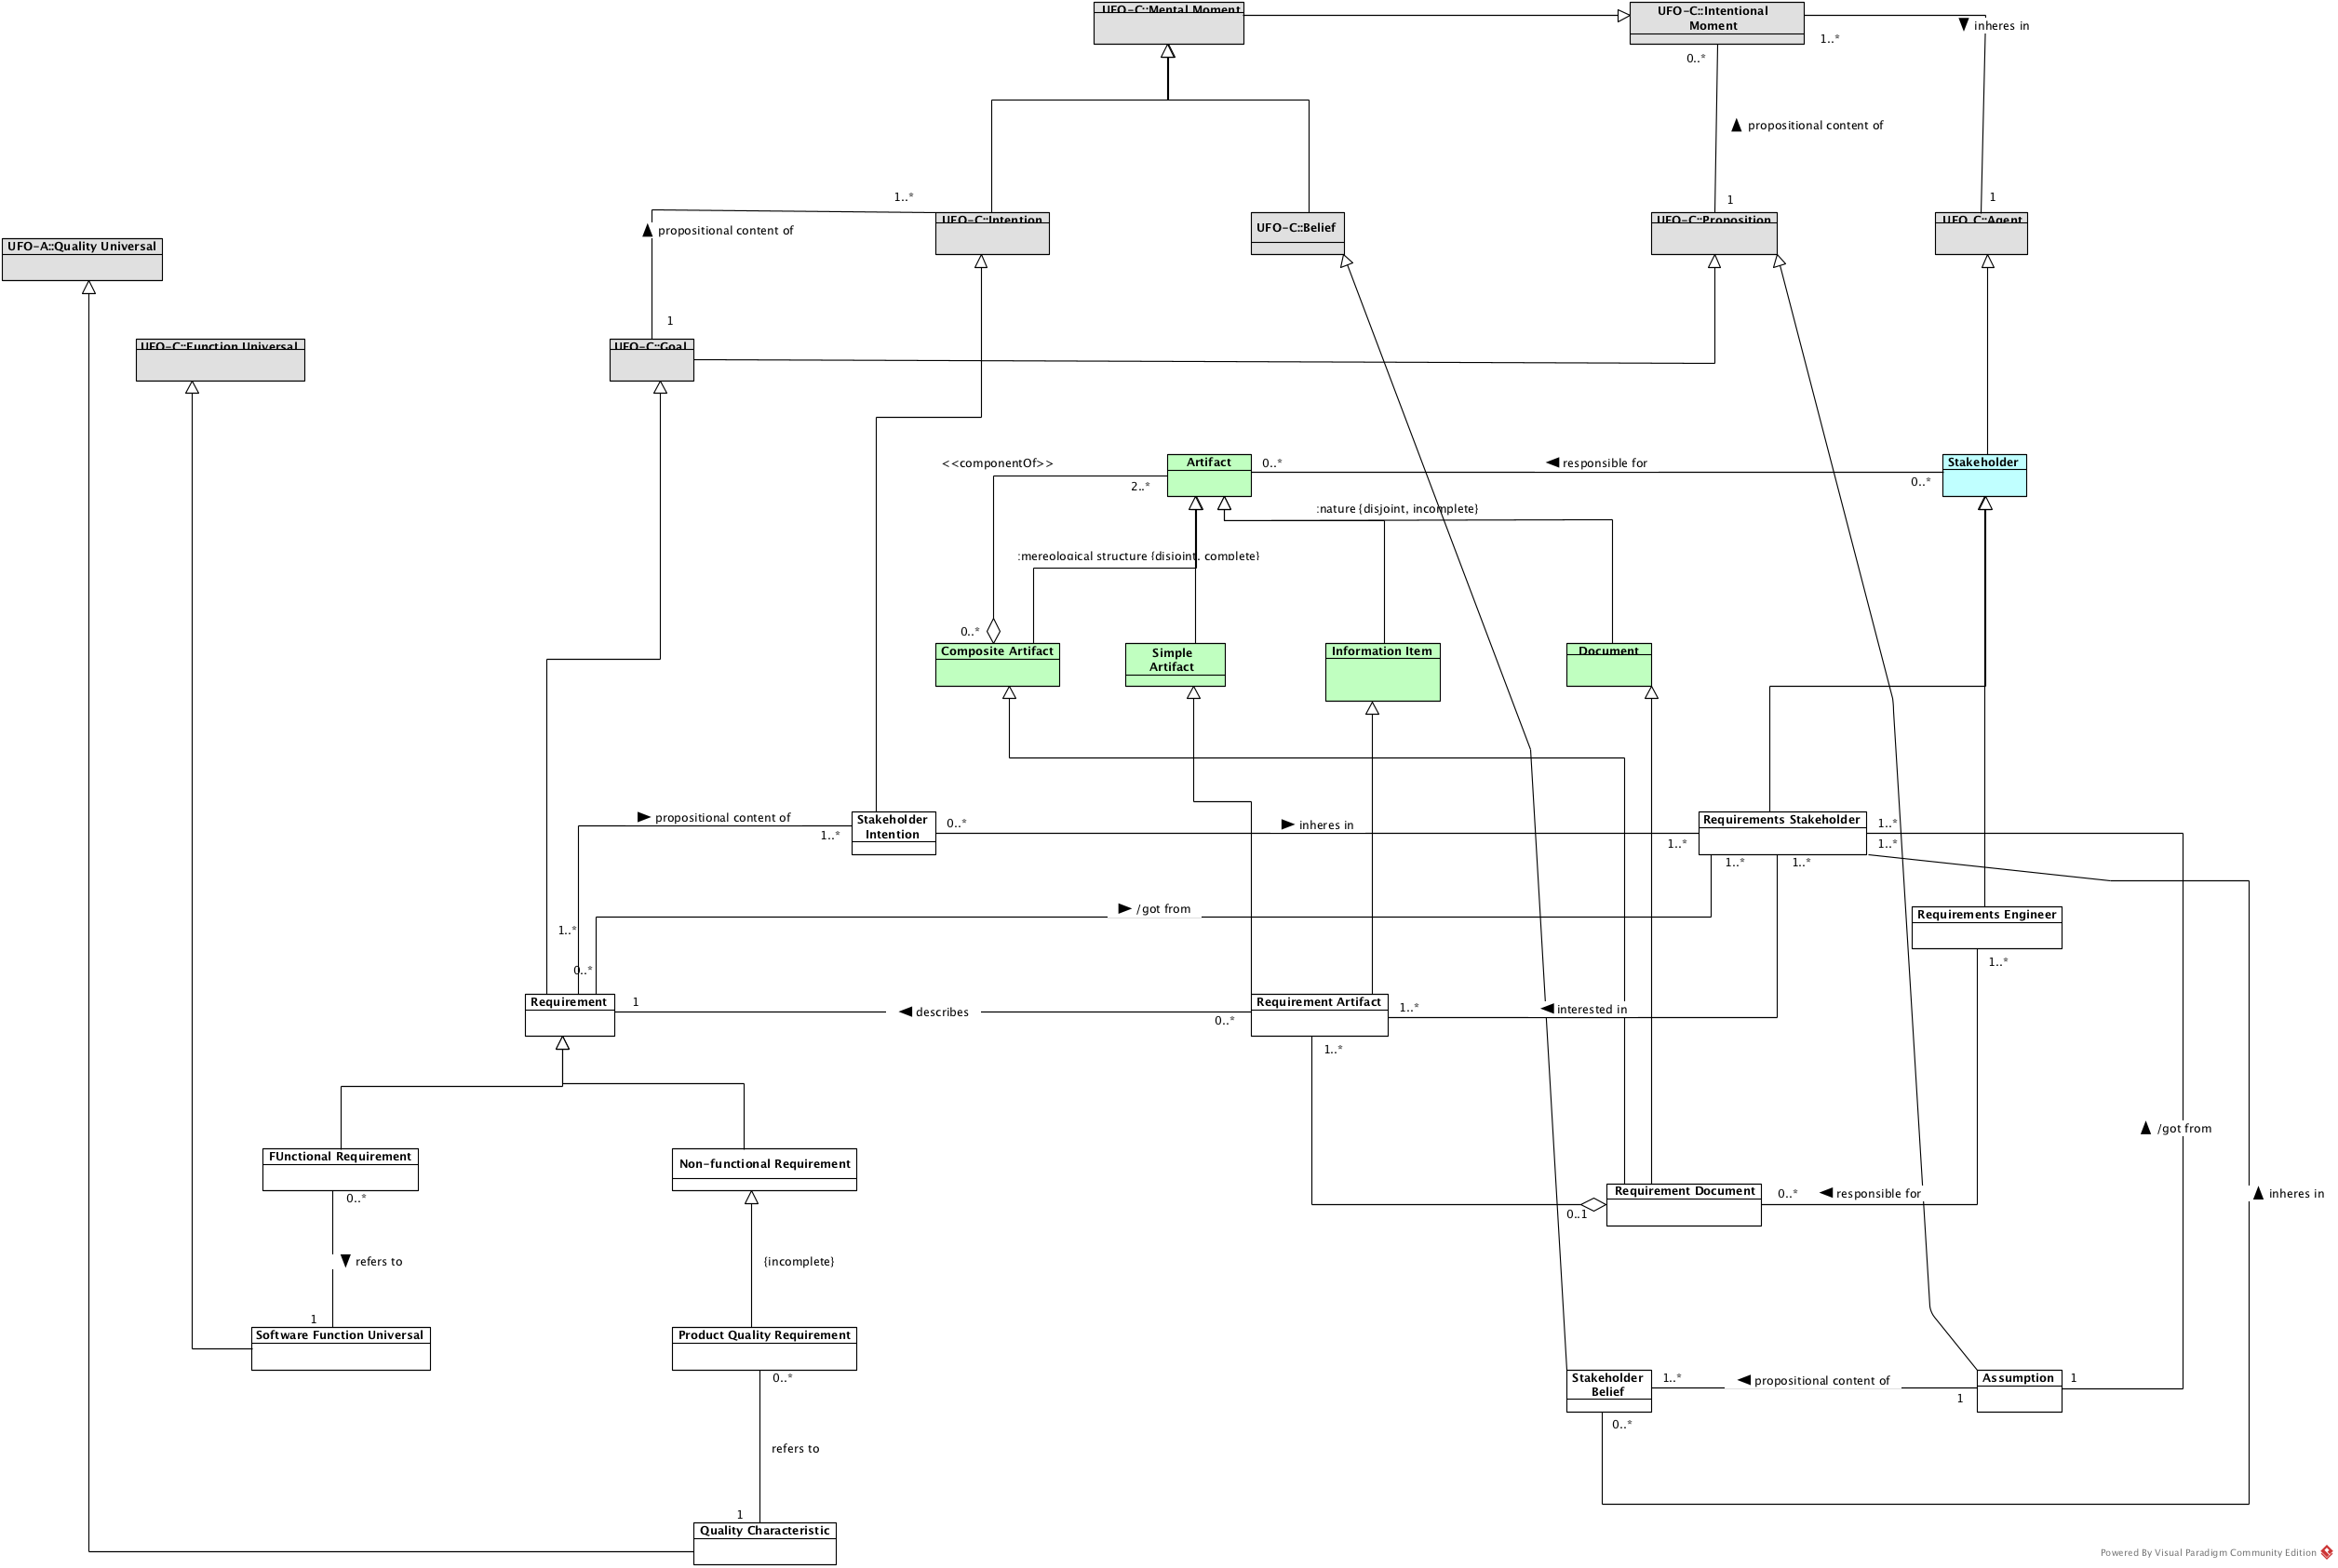 UFO-C::Mental Moment
UFO-C::Intentional
Moment
inheres in
1..*
0..*
propositional content of
1..*
1
1
UFO-C::Intention
UFO-C::Belief
UFO-C::Proposition
UFO-C::Agent
propositional content of
UFO-A::Quality Universal
1
UFO-C::Function Universal
UFO-C::Goal
<<componentOf>>
Artifact
0..*
responsible for
Stakeholder
2..*
0..*
:nature {disjoint, incomplete}
:mereological structure {disjoint, complete}
0..*
Composite Artifact
Simple
Artifact
Information Item
Document
propositional content of
1..*
Stakeholder
Intention
0..*
inheres in
1..*
Requirements Stakeholder
1..*
1..*
1..*
1..*
/got from
Requirements Engineer
1..*
0..*
1..*
Requirement
1
describes
0..*
Requirement Artifact
1..*
interested in
1..*
/got from
FUnctional Requirement
Non-functional Requirement
0..*
Requirement Document
0..*
responsible for
inheres in
0..1
refers to
{incomplete}
1
Software Function Universal
Product Quality Requirement
0..*
Stakeholder
Belief
1..*
propositional content of
1
Assumption
1
0..*
refers to
1
Quality Characteristic
Powered By Visual Paradigm Community Edition